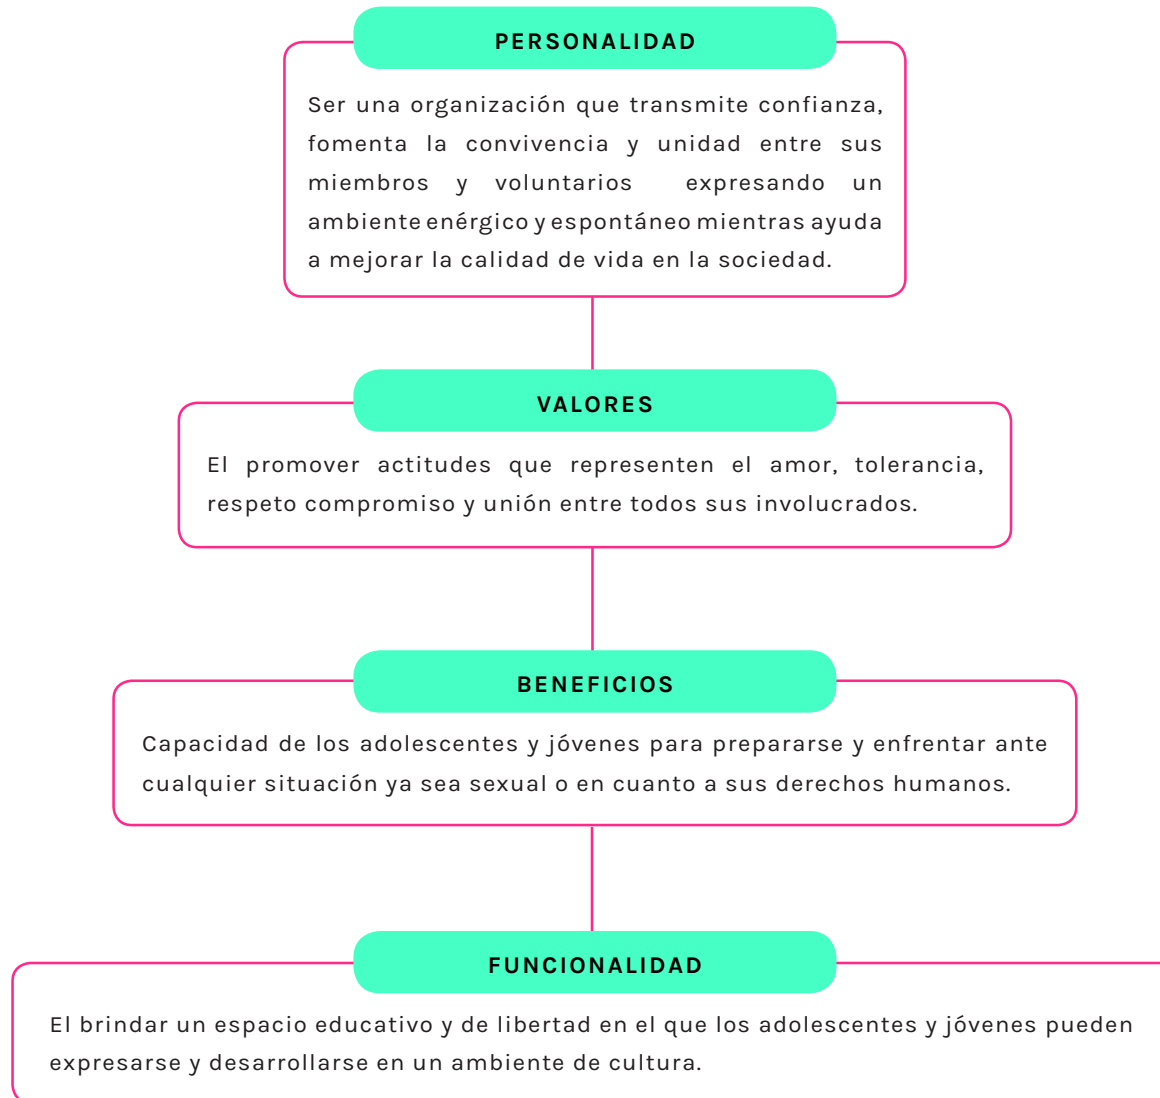 PERSONALIDAD
Ser una organización que transmite confianza,
fomenta la convivencia y unidad entre sus
miembros y voluntarios expresando un
ambiente enérgico y espontáneo mientras ayuda
a mejorar la calidad de vida en la sociedad.
VALORES
El promover actitudes que representen el amor, tolerancia,
respeto compromiso y unión entre todos sus involucrados.
BENEFICIOS
Capacidad de los adolescentes y jóvenes para prepararse y enfrentar ante
cualquier situación ya sea sexual o en cuanto a sus derechos humanos.
FUNCIONALIDAD
El brindar un espacio educativo y de libertad en el que los adolescentes y jóvenes pueden
expresarse y desarrollarse en un ambiente de cultura.